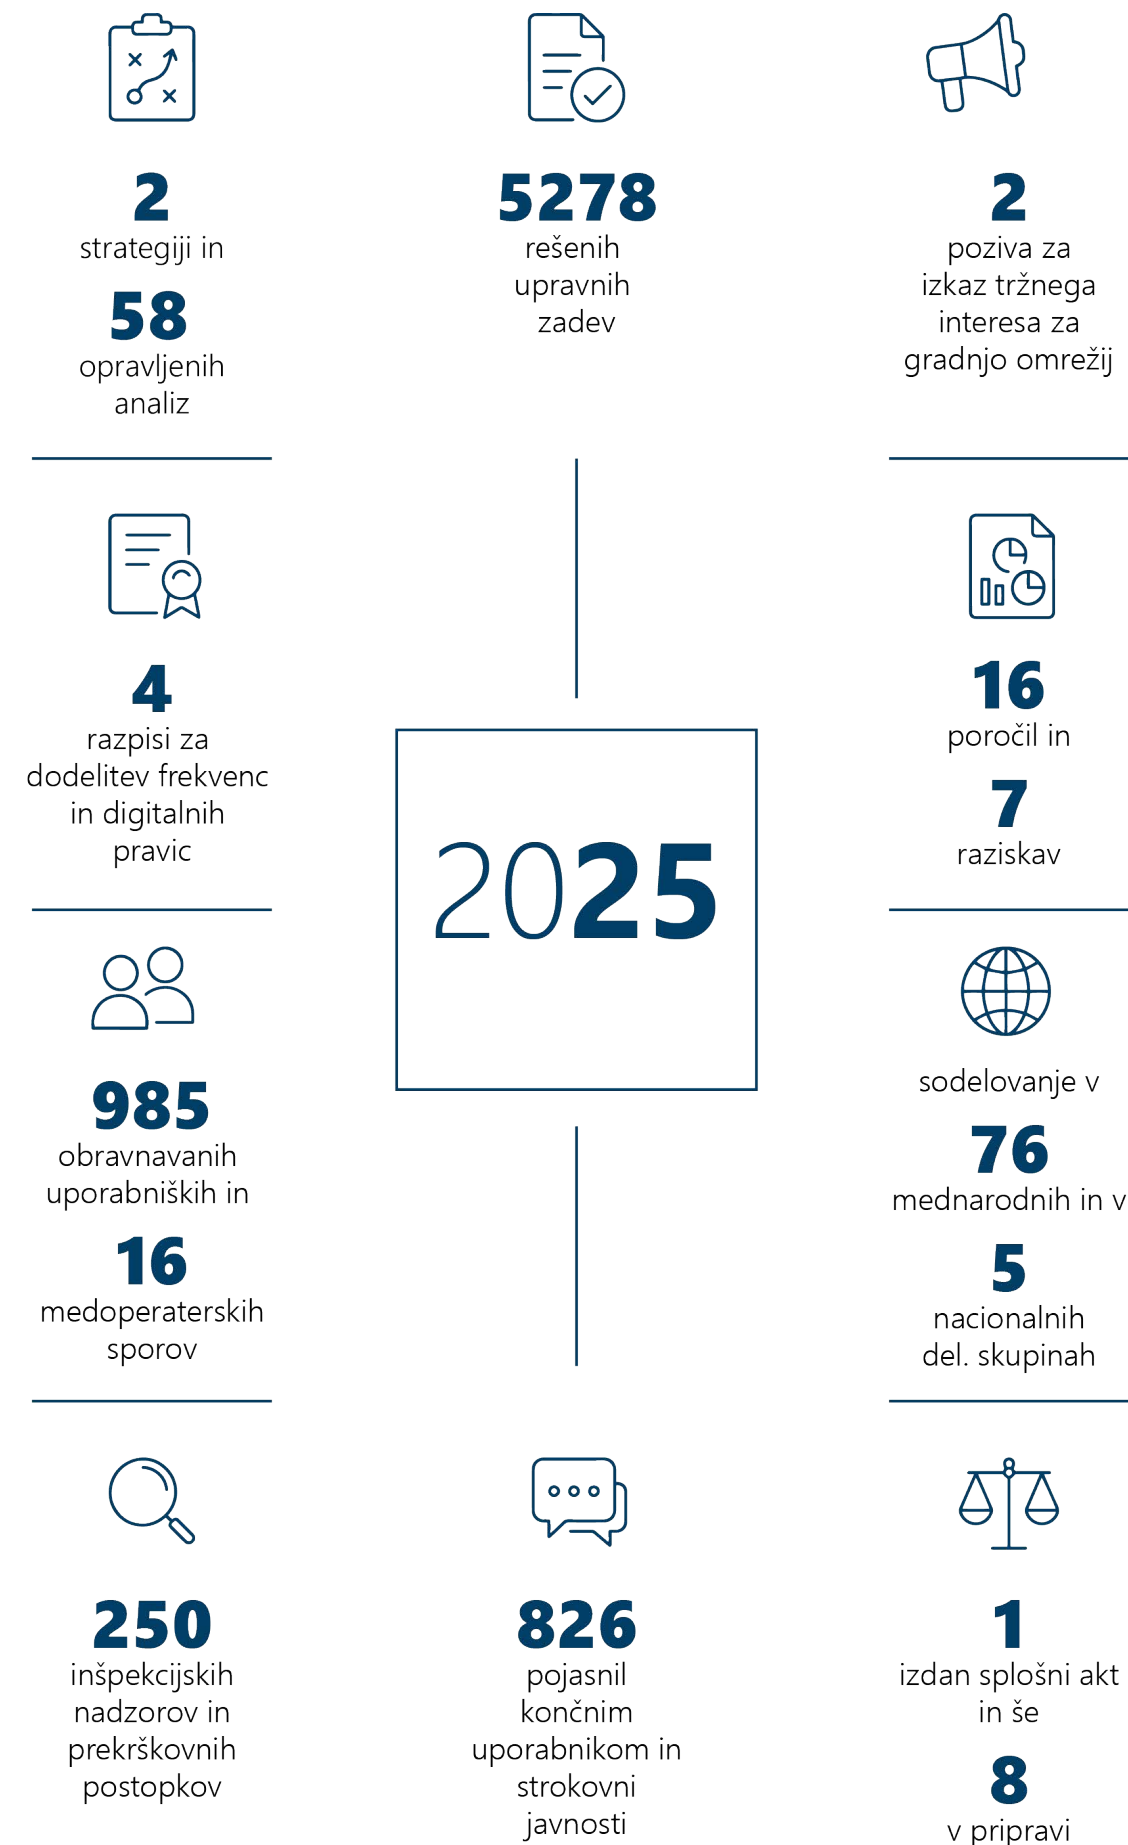 2
strategiji in
58
opravljenih
analiz
5278
rešenih
upravnih
zadev
2
poziva za
izkaz tržnega
interesa za
gradnjo omrežij
4
razpisi za
dodelitev frekvenc
in digitalnih
pravic
2025
16
poročil in
7
raziskav
985
obravnavanih
uporabniških in
16
medoperaterskih
sporov
sodelovanje v
76
mednarodnih in v
5
nacionalnih
del. skupinah
250
inšpekcijskih
nadzorov in
prekrškovnih
postopkov
826
pojasnil
končnim
uporabnikom in
strokovni
javnosti
1
izdan splošni akt
in še
8
v pripravi